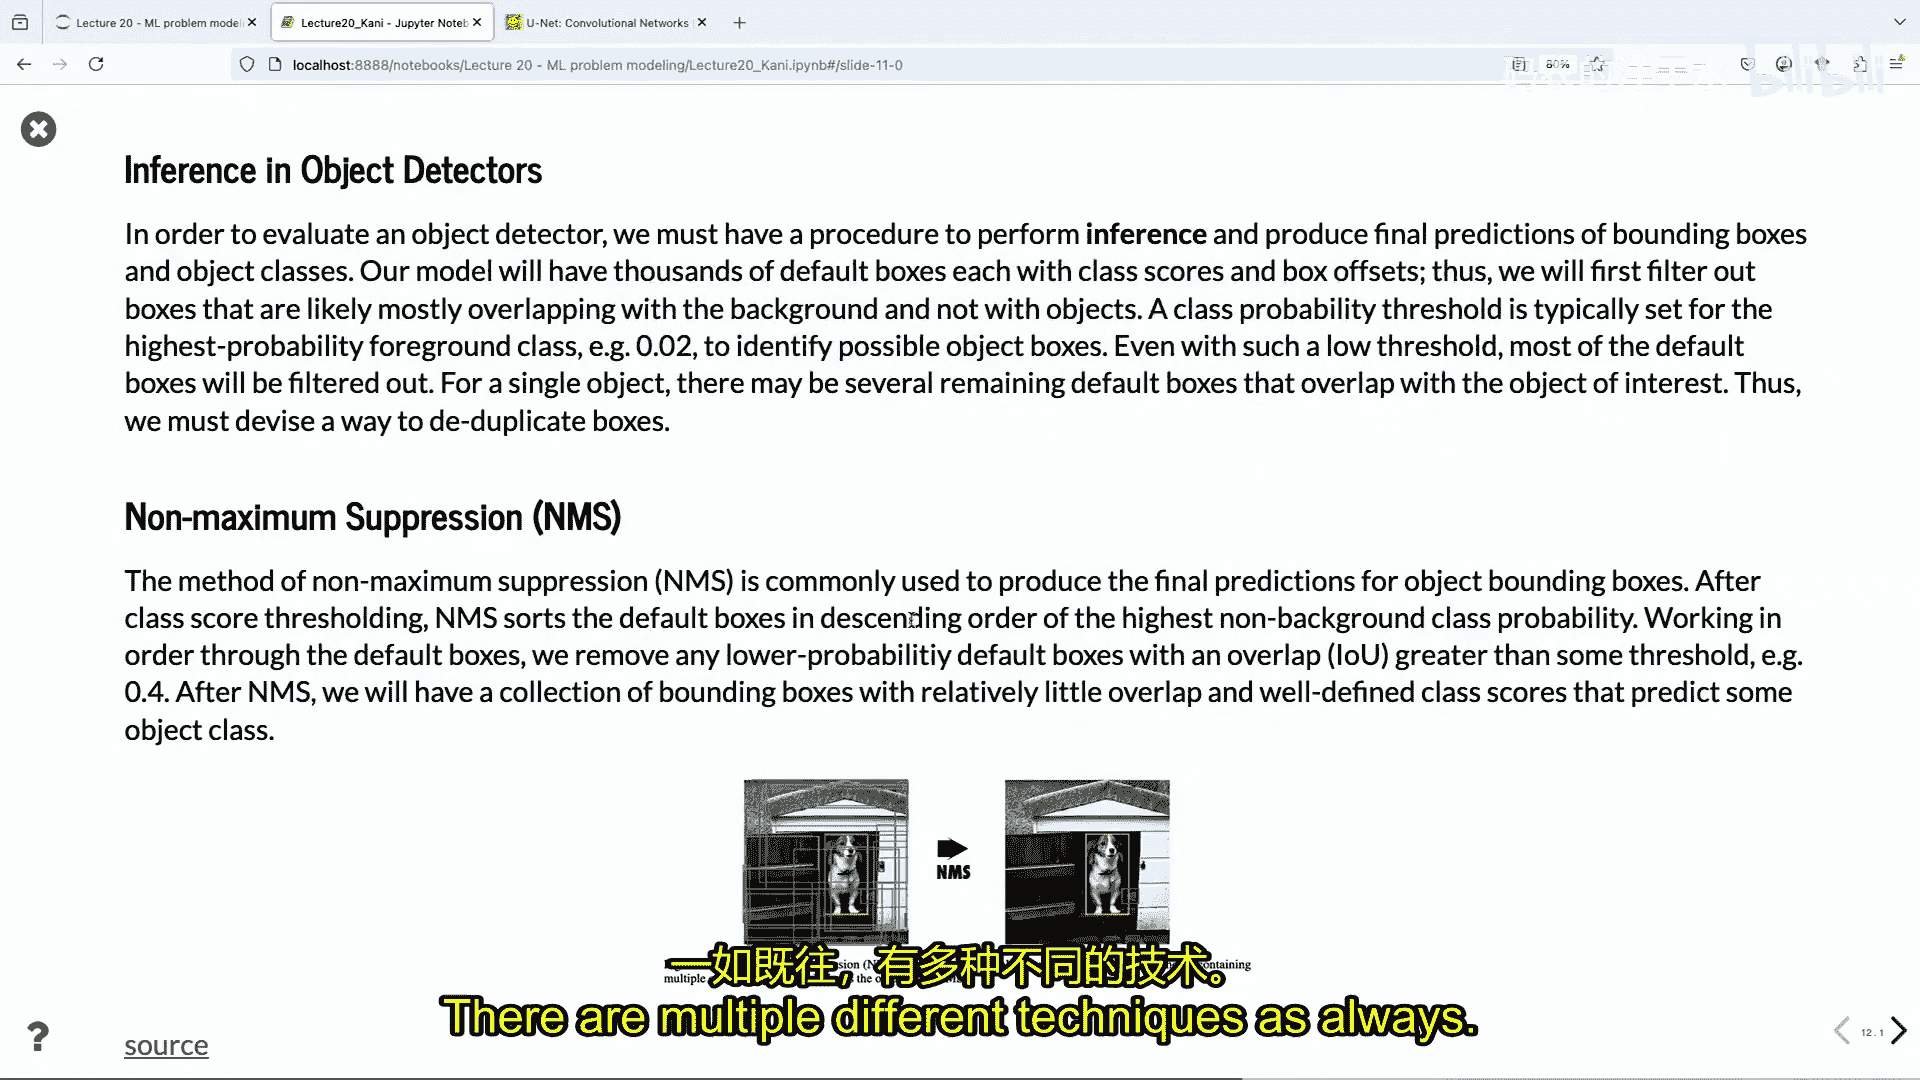 Lecture 20 - ML problem model
Lecture20_Kani - Jupyter Noteb
U-Net: Convolutional Networks
localhost:8888/notebooks/Lecture 20 - ML problem modeling/Lecture20_Kani.ipynb#/slide-11-0
80%
Inference in Object Detectors
In order to evaluate an object detector, we must have a procedure to perform inference and produce final predictions of bounding boxes
and object classes. Our model will have thousands of default boxes each with class scores and box offsets; thus, we will first filter out
boxes that are likely mostly overlapping with the background and not with objects. A class probability threshold is typically set for the
highest-probability foreground class, e.g. 0.02, to identify possible object boxes. Even with such a low threshold, most of the default
boxes will be filtered out. For a single object, there may be several remaining default boxes that overlap with the object of interest. Thus,
we must devise a way to de-duplicate boxes.
Non-maximum Suppression (NMS)
The method of non-maximum suppression (NMS) is commonly used to produce the final predictions for object bounding boxes. After
class score thresholding, NMS sorts the default boxes in descending order of the highest non-background class probability. Working in
order through the default boxes, we remove any lower-probabilitiy default boxes with an overlap (IoU) greater than some threshold, e.g.
0.4. After NMS, we will have a collection of bounding boxes with relatively little overlap and well-defined class scores that predict some
object class.
NMS
一如既往，有多种不同的技术。
There are multiple different techniques as always.
multiple
?
source
12.1